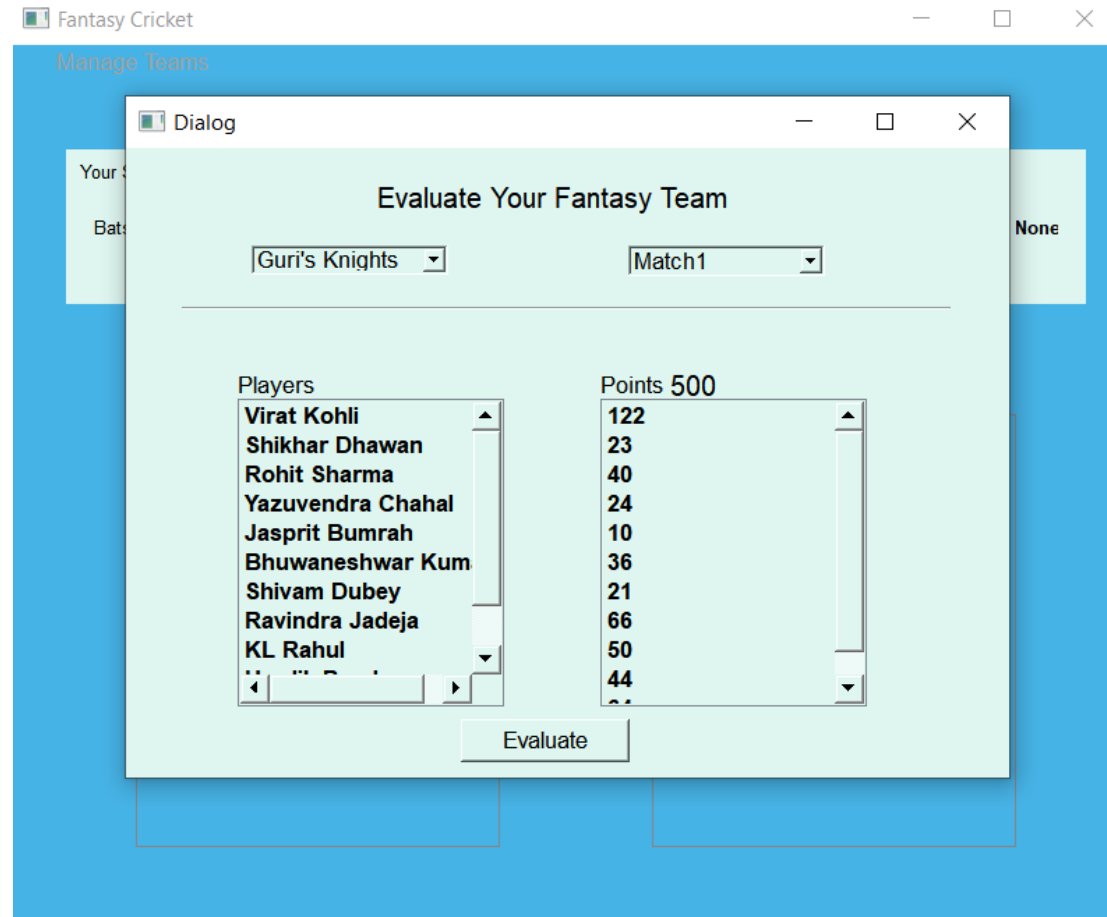 Fantasy Cricket
Manage Teams
Dialog
Your
Evaluate Your Fantasy Team
None
Guri's Knights
Match1
Players
Points 500
Virat Kohli
Shikhar Dhawan
Rohit Sharma
Yazuvendra Chahal
Jasprit Bumrah
Bhuwaneshwar
Shivam Dubey
Ravindra Jadeja
KL Rahul
122
23
40
24
10
36
21
66
50
44
Evaluate